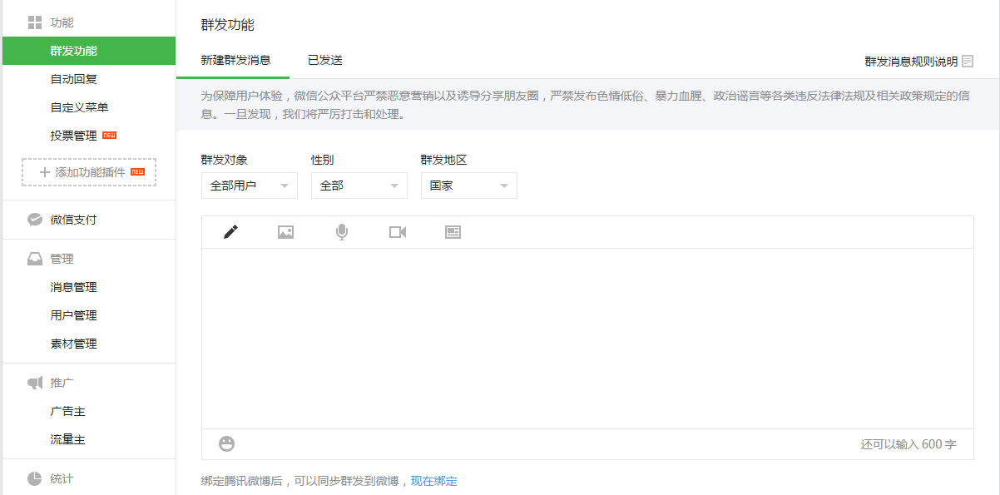 功能
群发功能
自动回复
自定义菜单
投票管理 NEW
添加功能插件 NEW
微信支付
管理
消息管理
用户管理
素材管理
推广
广告主
流量主
统计
群发功能
新建群发消息 已发送 群发消息规则说明
为保障用户体验，微信公众平台严禁恶意营销以及诱导分享朋友圈，严禁发布色情低俗、暴力血腥、政治谣言等各类违反法律法规及相关政策规定的信
息。一旦发现，我们将严厉打击和处理。
群发对象 性别 群发地区
全部用户 全部 国家
还可以输入 600 字
绑定腾讯微博后，可以同步群发到微博，现在绑定